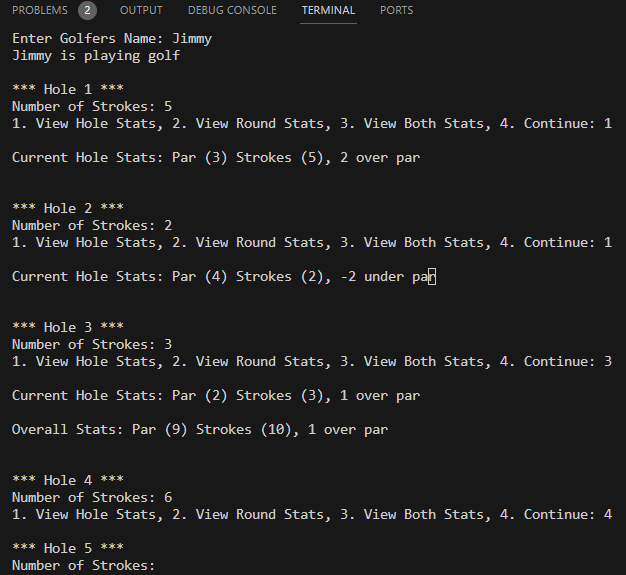 PROBLEMS 2 OUTPUT DEBUG CONSOLE TERMINAL PORTS
Enter Golfers Name: Jimmy
Jimmy is playing golf
*** Hole 1 ***
Number of Strokes: 5
1. View Hole Stats, 2. View Round Stats, 3. View Both Stats, 4. Continue: 1
Current Hole Stats: Par (3) Strokes (5), 2 over par
*** Hole 2 ***
Number of Strokes: 2
1. View Hole Stats, 2. View Round Stats, 3. View Both Stats, 4. Continue: 1
Current Hole Stats: Par (4) Strokes (2), -2 under par
*** Hole 3 ***
Number of Strokes: 3
1. View Hole Stats, 2. View Round Stats, 3. View Both Stats, 4. Continue: 3
Current Hole Stats: Par (2) Strokes (3), 1 over par
Overall Stats: Par (9) Strokes (10), 1 over par
*** Hole 4 ***
Number of Strokes: 6
1. View Hole Stats, 2. View Round Stats, 3. View Both Stats, 4. Continue: 4
*** Hole 5 ***
Number of Strokes: